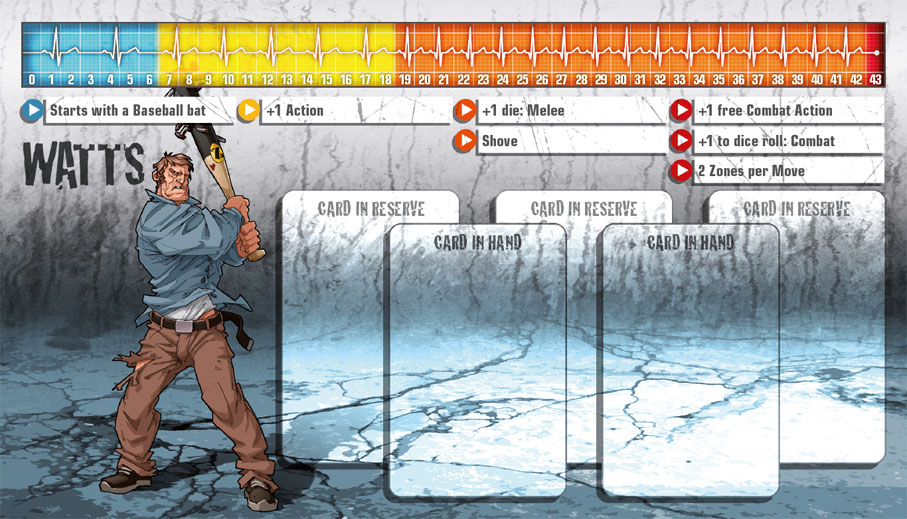 0 1 2 3 4 5 6 7 8 9 10 11 12 13 14 15 16 17 18 19 20 21 22 23 24 25 26 27 28 29 30 31 32 33 34 35 36 37 38 39 40 41 42 43
Starts with a Baseball bat
+1 Action
+1 die: Melee
+1 free Combat Action
Shove
+1 to dice roll: Combat
2 Zones per Move
WATTS
CARD IN RESERVE
CARD IN RESERVE
CARD IN RESERVE
CARD IN HAND
CARD IN HAND